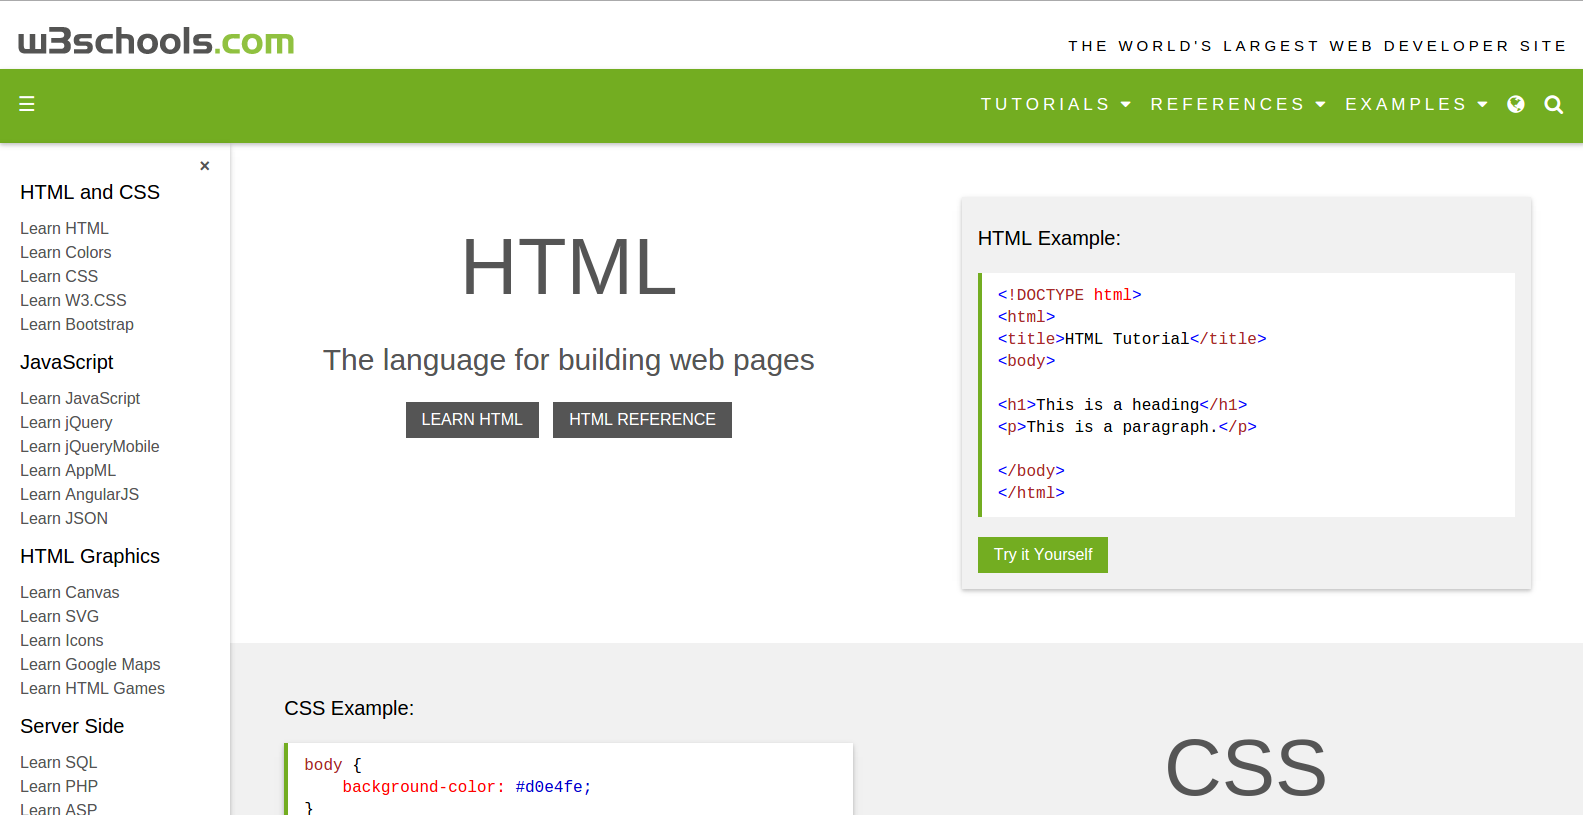 w3schools.com
THE WORLD'S LARGEST WEB DEVELOPER SITE
☰
TUTORIALS REFERENCES EXAMPLES
×
HTML and CSS
Learn HTML
Learn Colors
Learn CSS
Learn W3.CSS
Learn Bootstrap
JavaScript
Learn JavaScript
Learn jQuery
Learn jQueryMobile
Learn AppML
Learn AngularJS
Learn JSON
HTML Graphics
Learn Canvas
Learn SVG
Learn Icons
Learn Google Maps
Learn HTML Games
Server Side
Learn SQL
Learn PHP
Learn ASP
HTML
The language for building web pages
LEARN HTML HTML REFERENCE
HTML Example:
<!DOCTYPE html>
<html>
<title>HTML Tutorial</title>
<body>
<h1>This is a heading</h1>
<p>This is a paragraph.</p>
</body>
</html>
Try it Yourself
CSS Example:
body {
background-color: #d0e4fe;
}
CSS